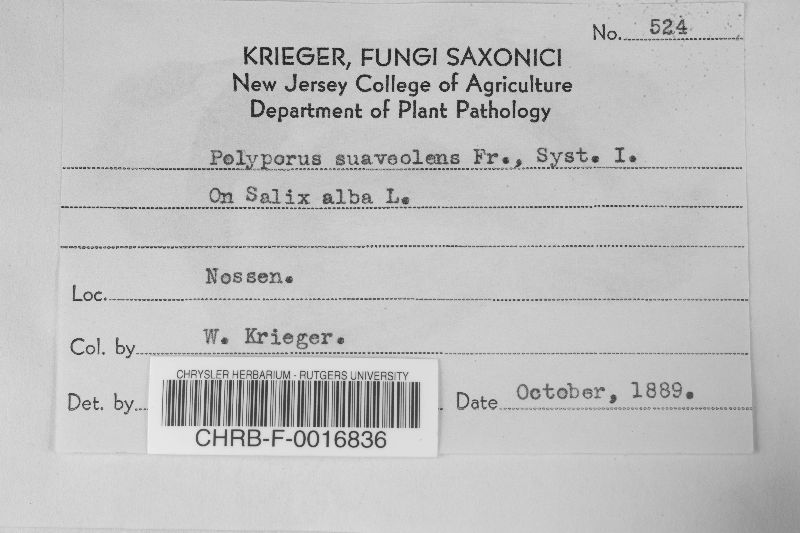 No. 524
KRIEGER, FUNGI SAXONICI
New Jersey College of Agriculture
Department of Plant Pathology
Polyporus suaveolens Fr., Syst. I.
On Salix alba L.
Loc. Nossen.
Col. by W. Krieger.
Det. by Date October, 1889.
CHRYSLER HERBARIUM - RUTGERS UNIVERSITY
CHRB-F-0016836